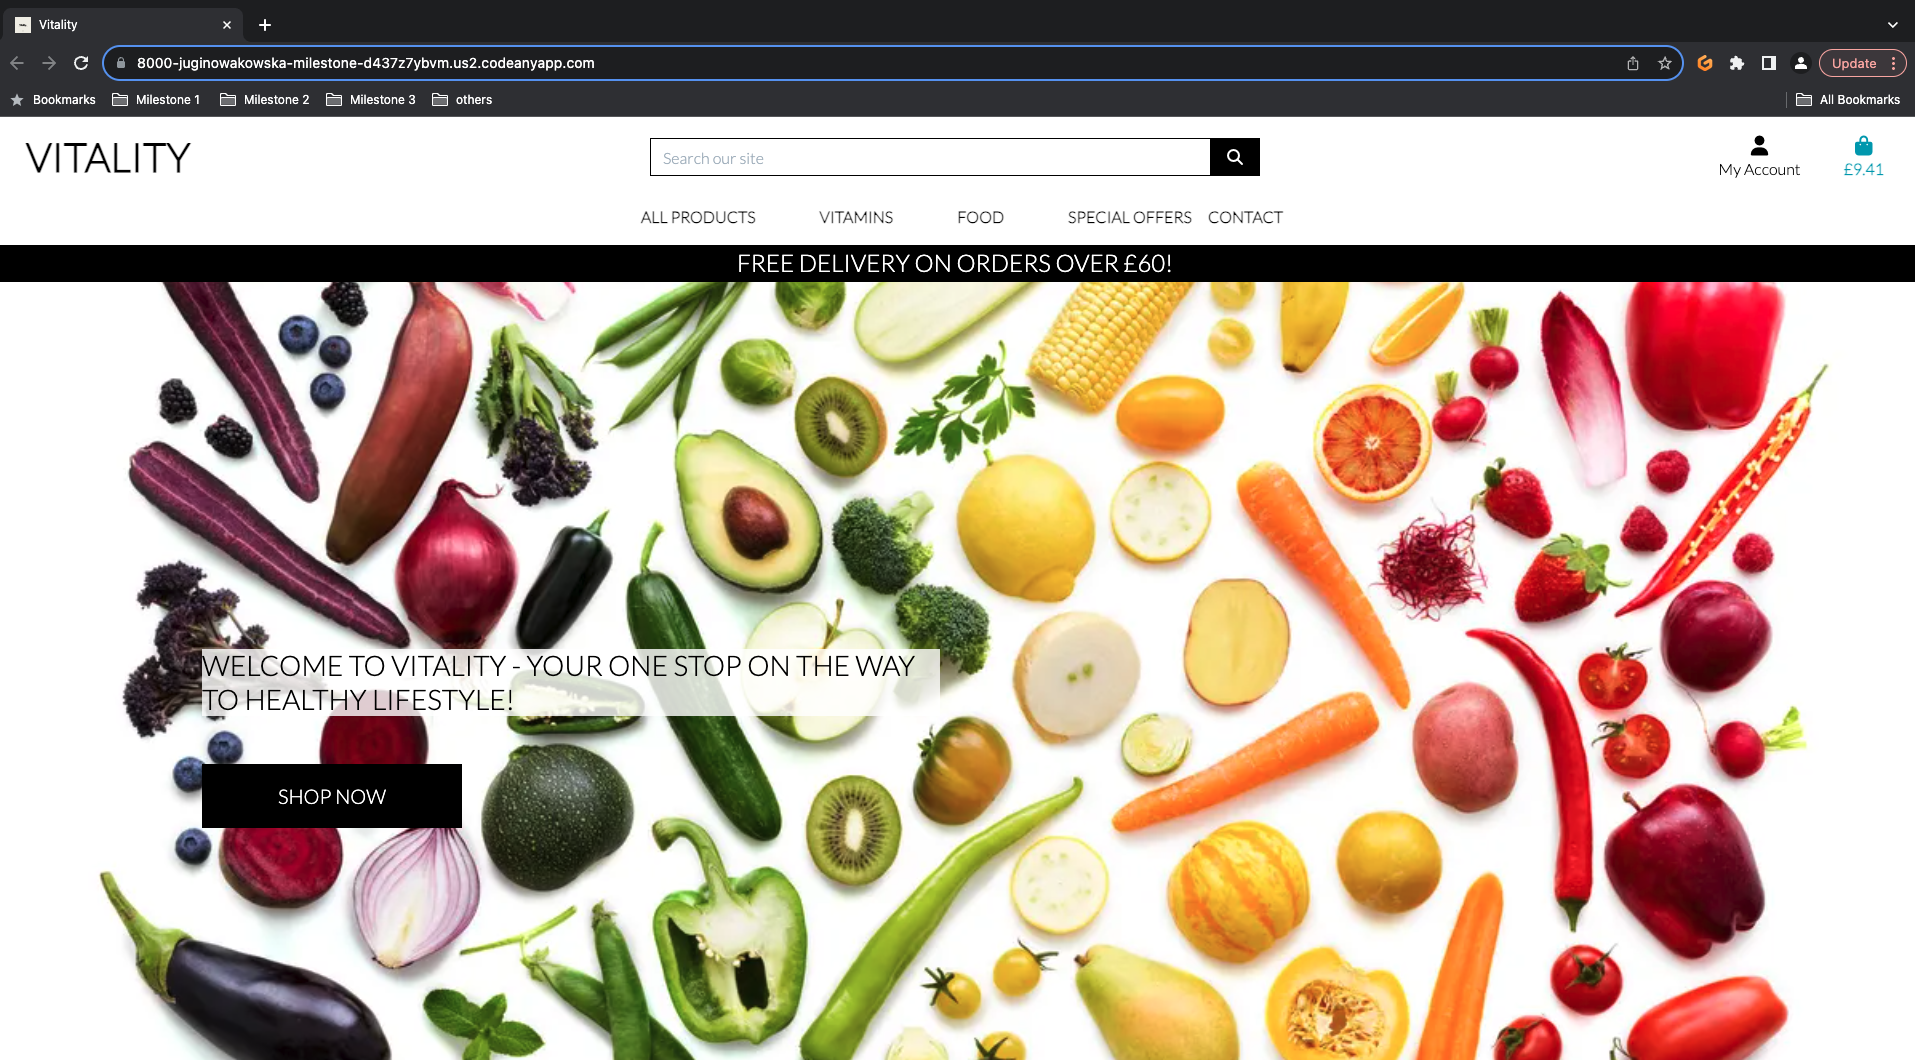 Vitality
8000-juginowakowska-milestone-d437z7ybvm.us2.codeanyapp.com
Update
Bookmarks
Milestone 1
Milestone 2
Milestone 3
others
All Bookmarks
VITALITY
Search our site
My Account
£9.41
ALL PRODUCTS
VITAMINS
FOOD
SPECIAL OFFERS
CONTACT
FREE DELIVERY ON ORDERS OVER £60!
WELCOME TO VITALITY - YOUR ONE STOP ON THE WAY
TO HEALTHY LIFESTYLE!
SHOP NOW